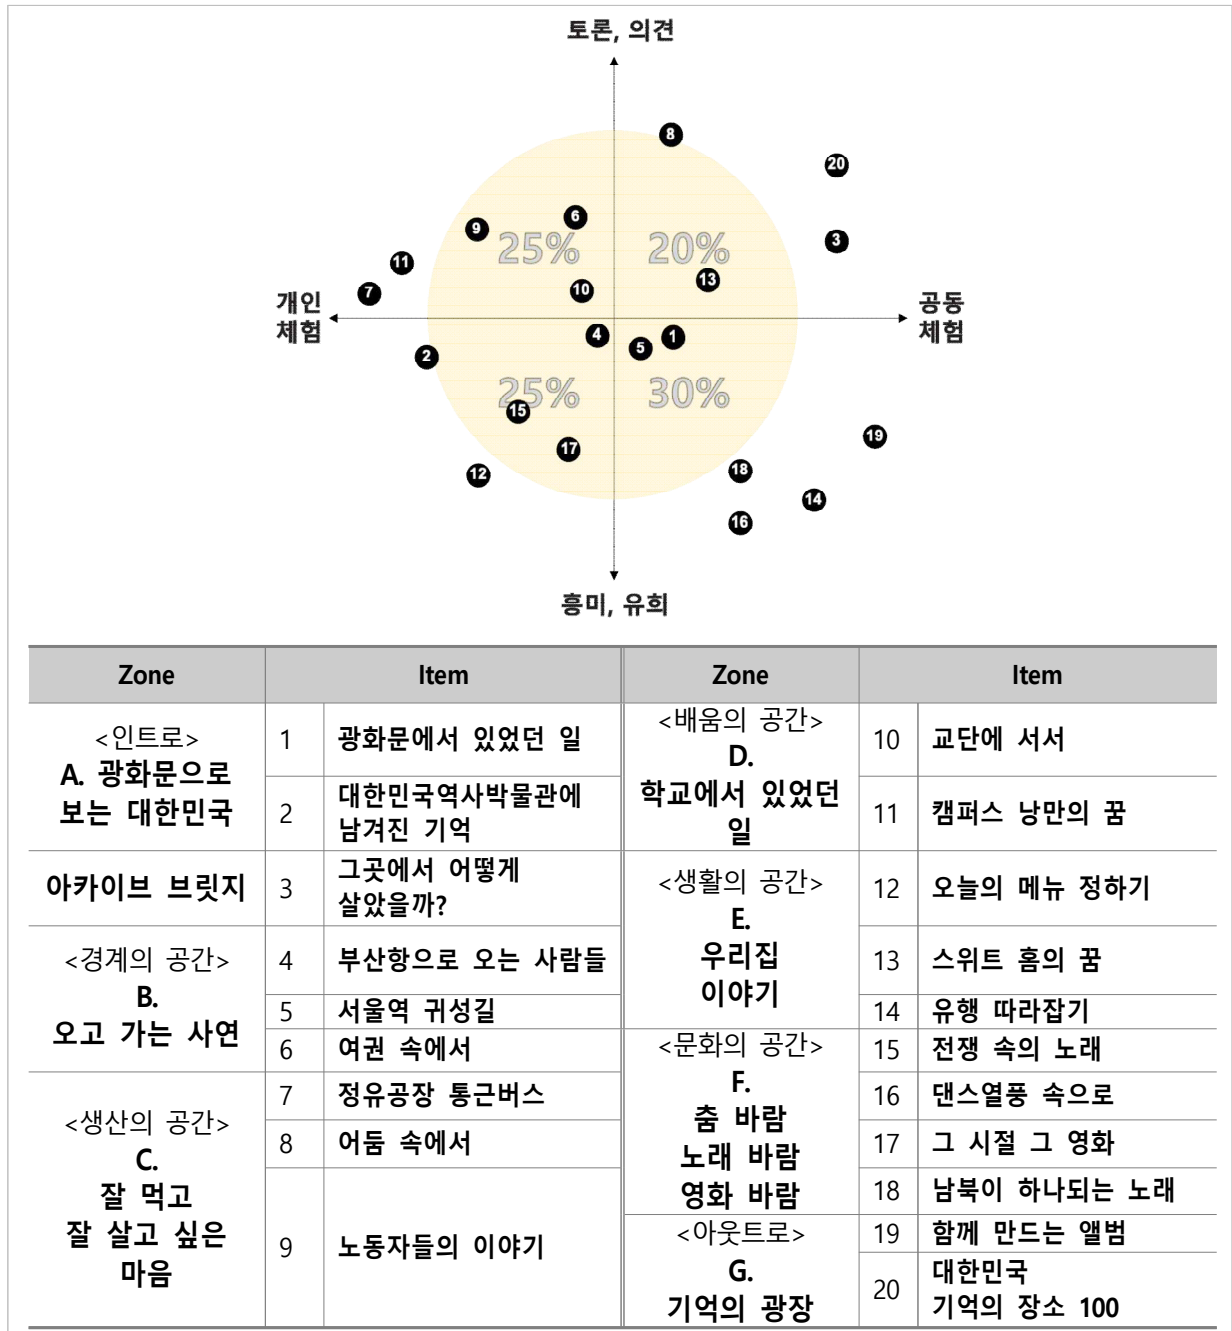 토론, 의견
8
20
6
9
3
25%
20%
11
13
7
10
개인
체험
공동
체험
4
1
5
2
25%
30%
15
19
17
18
12
14
16
흥미, 유희
Zone Item Zone Item
<인트로>
A. 광화문으로
보는 대한민국
1 광화문에서 있었던 일
2 대한민국역사박물관에
남겨진 기억
아카이브 브릿지
3 그곳에서 어떻게
살았을까?
<경계의 공간>
B.
오고 가는 사연
4 부산항으로 오는 사람들
5 서울역 귀성길
6 여권 속에서
<생산의 공간>
C.
잘 먹고
잘 살고 싶은
마음
7 정유공장 통근버스
8 어둠 속에서
9 노동자들의 이야기
<배움의 공간>
D.
학교에서 있었던
일
10 교단에 서서
11 캠퍼스 낭만의 꿈
<생활의 공간>
E.
우리집
이야기
12 오늘의 메뉴 정하기
13 스위트 홈의 꿈
14 유행 따라잡기
<문화의 공간>
F.
춤 바람
노래 바람
영화 바람
15 전쟁 속의 노래
16 댄스열풍 속으로
17 그 시절 그 영화
18 남북이 하나되는 노래
<아웃트로>
G.
기억의 광장
19 함께 만드는 앨범
20 대한민국
기억의 장소 100